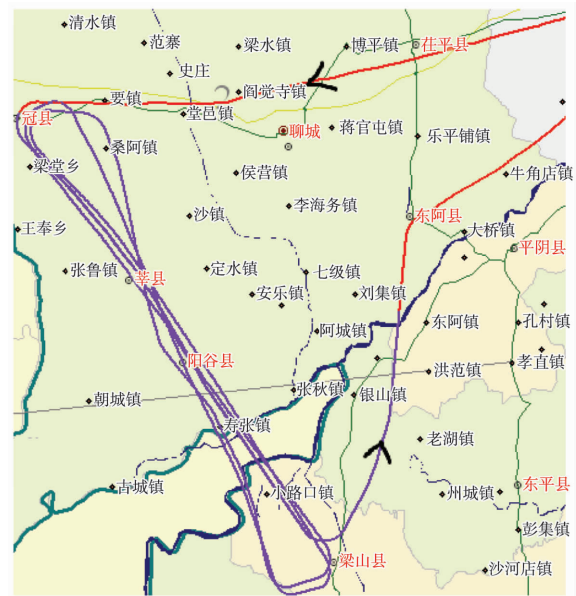 清水镇
范寨
梁水镇
博平镇
茌平县
史庄
要镇
阎觉寺镇
堂邑镇
冠县
聊城
蒋官屯镇
乐平铺镇
桑阿镇
梁堂乡
侯营镇
牛角店镇
李海务镇
沙镇
东阿县
王奉乡
大桥镇
平阴县
张鲁镇
莘县
定水镇
七级镇
安乐镇
刘集镇
阿城镇
东阿镇
孔村镇
阳谷县
洪范镇
孝直镇
张秋镇
银山镇
朝城镇
寿张镇
老湖镇
古城镇
小路口镇
州城镇
东平县
彭集镇
梁山县
沙河店镇